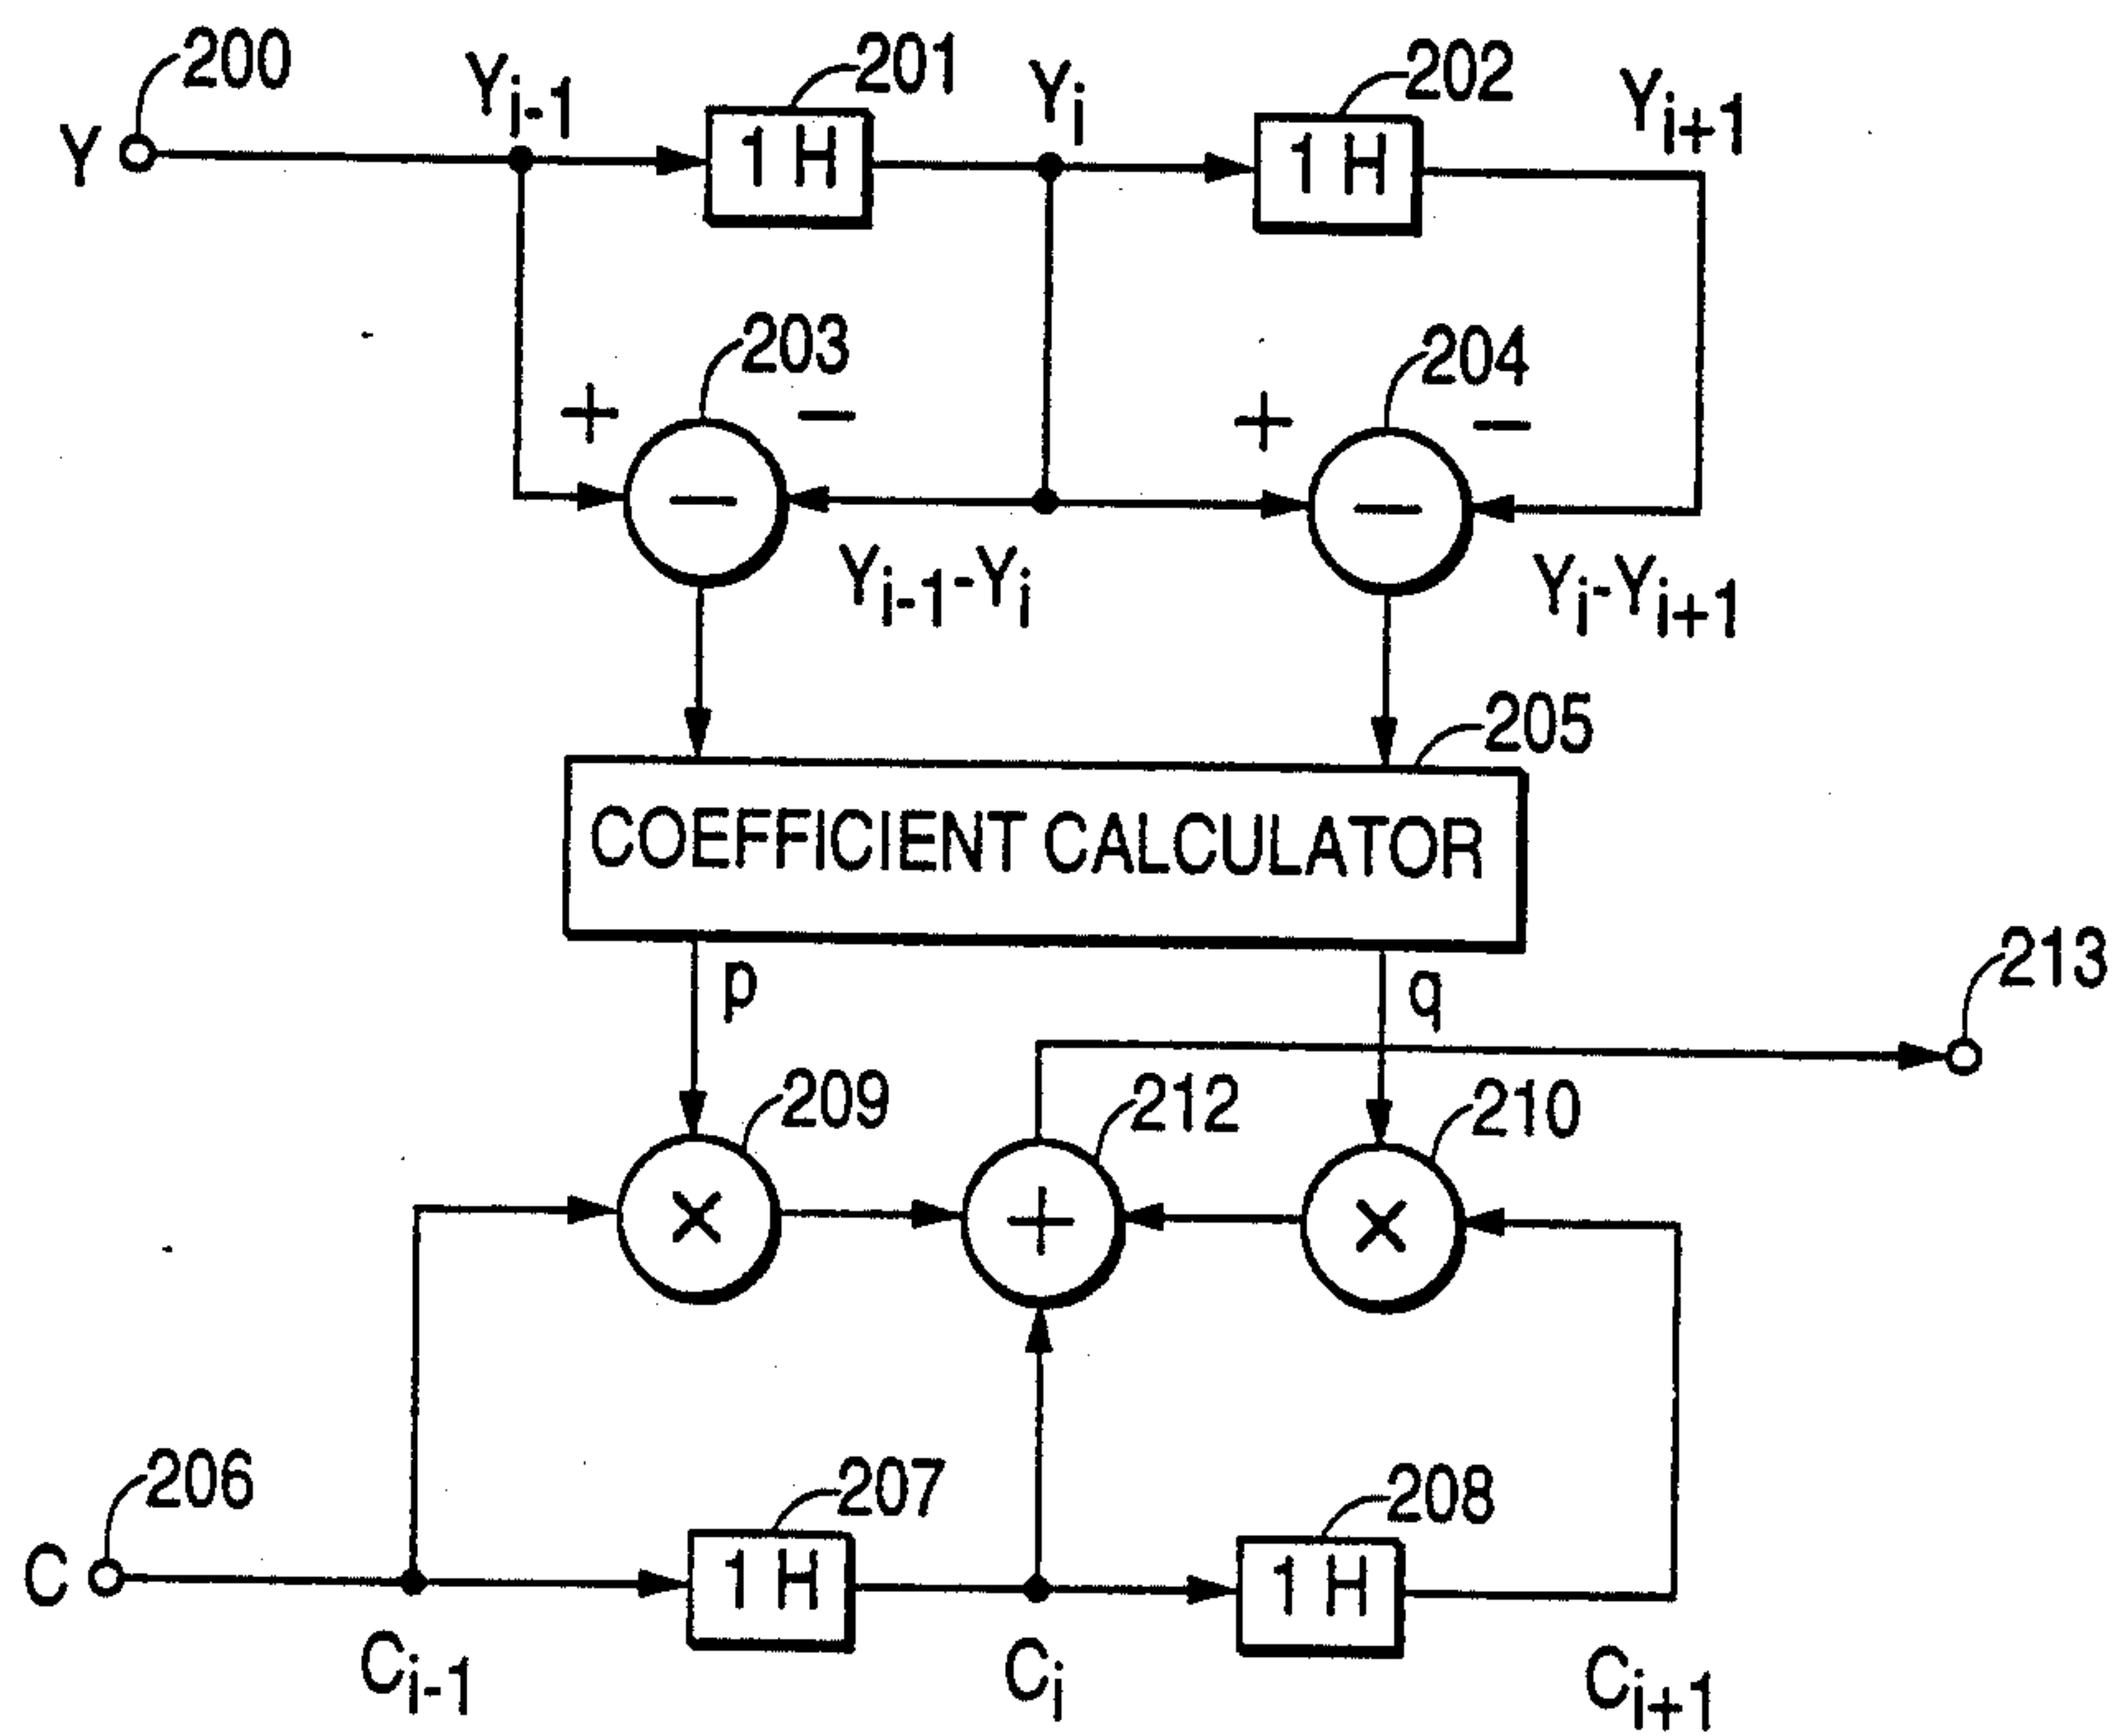 200
Y
Yi-1
201
1 H
Yi
202
1 H
Yi+1
203
+
−
−
Yi-1-Yi
204
+
−
−
Yi-Yi+1
205
COEFFICIENT CALCULATOR
p
q
213
209
×
212
+
210
×
206
C
Ci-1
207
1 H
Ci
208
1 H
Ci+1